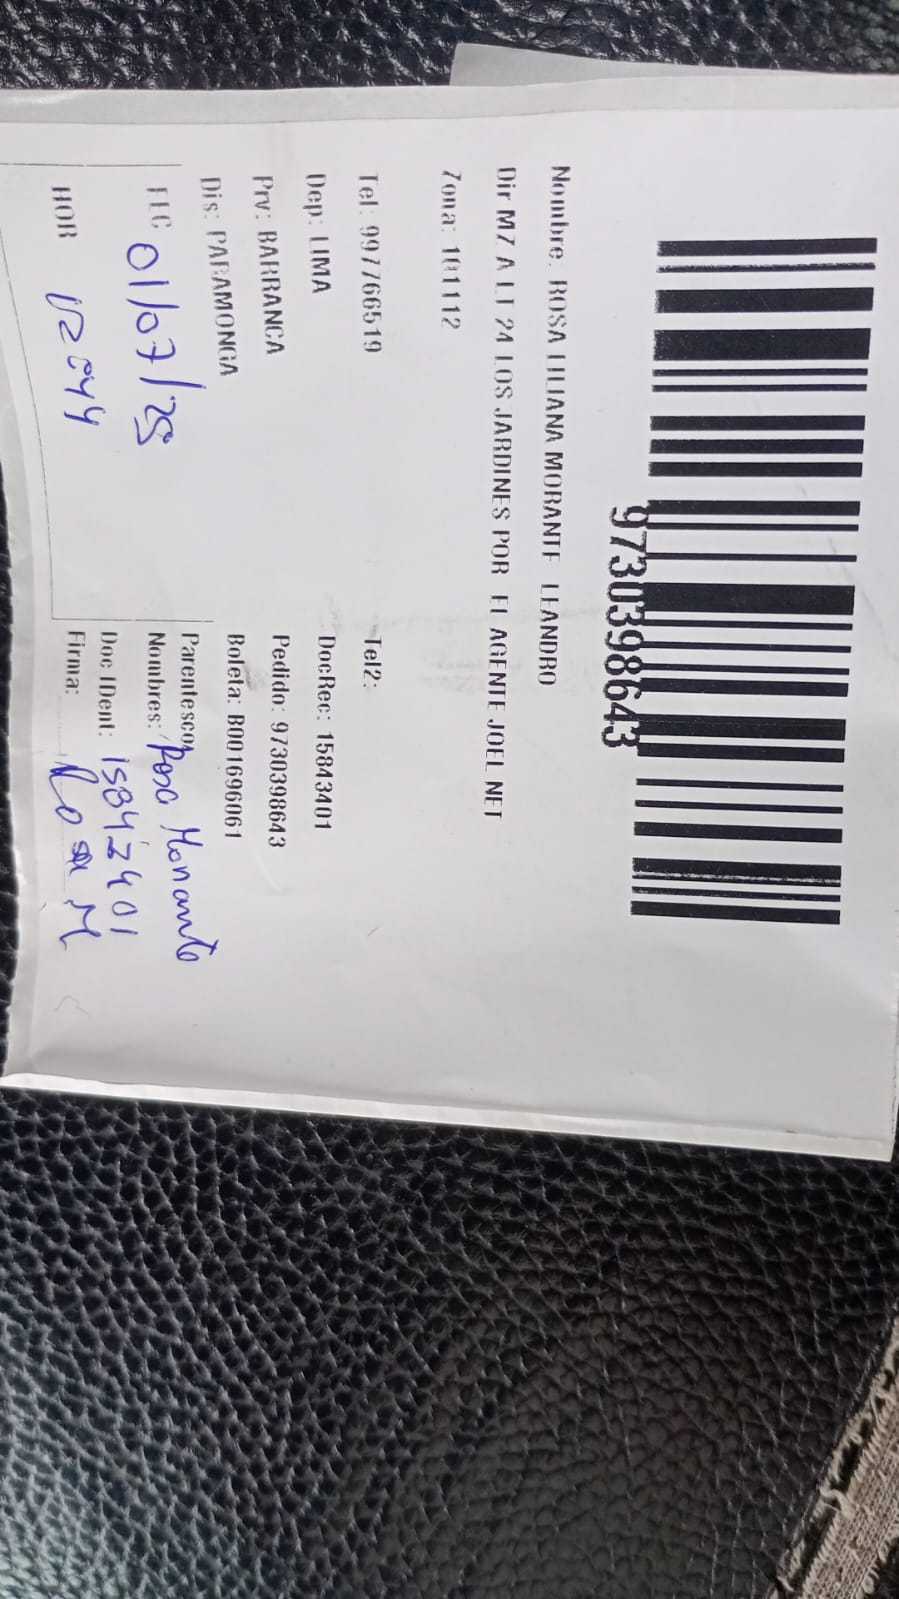 9730398643
Nombre: ROSA LILIANA MORANTE LEANDRO
Dir MZ A LT 24 LOS JARDINES POR EL AGENTE JOEL NET
Zona: 101112
Tel: 997766519 Tel2:
Dep: LIMA DocRec: 15843401
Prv: BARRANCA Pedido: 9730398643
Dis: PARAMONGA Boleta: B001696061
Parentesco:
FEC 01/07/25 Nombres: Rosa Morante
Doc IDent: 15843401
HOR 12:44 Firma: Rosa M